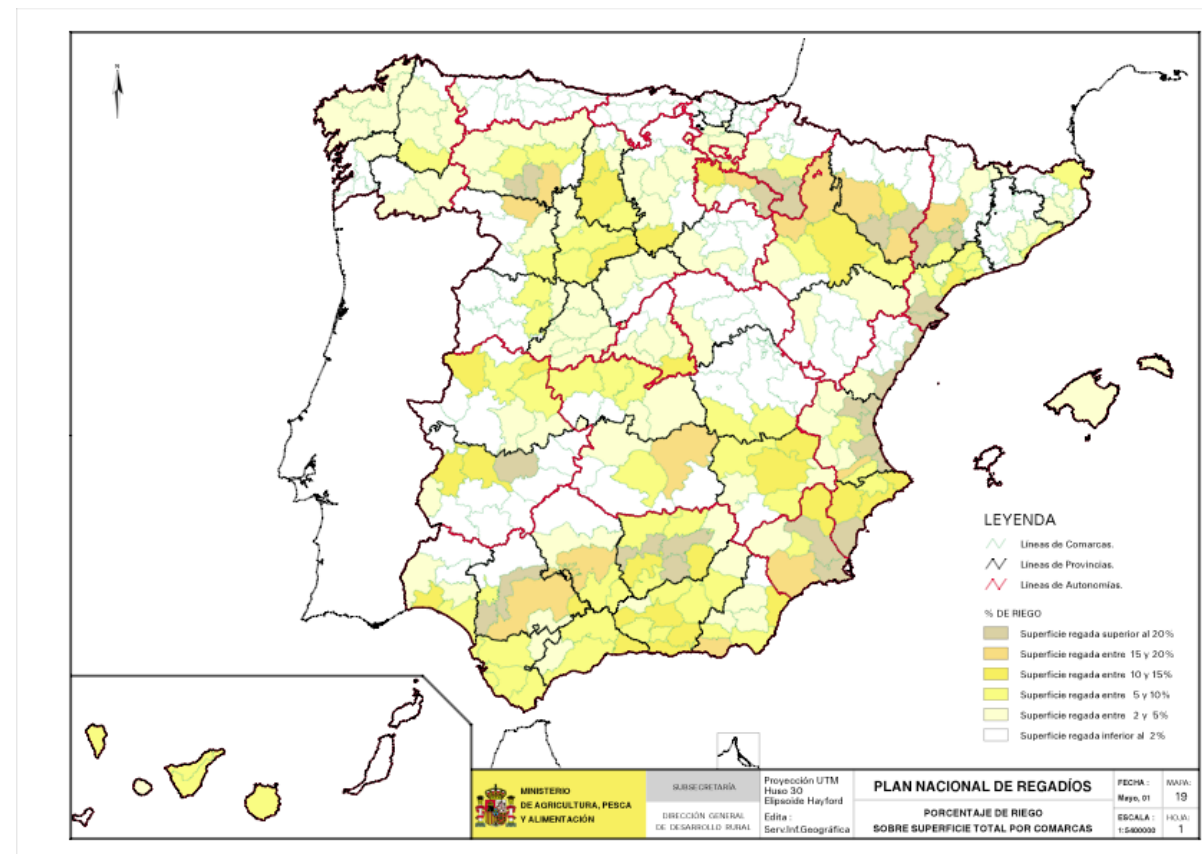 N
LEYENDA
Líneas de Comarcas.
Líneas de Provincias.
Líneas de Autonomías.
% DE RIEGO
Superficie regada superior al 20%
Superficie regada entre 15 y 20%
Superficie regada entre 10 y 15%
Superficie regada entre 5 y 10%
Superficie regada entre 2 y 5%
Superficie regada inferior al 2%
MINISTERIO
DE AGRICULTURA, PESCA
Y ALIMENTACIÓN
SUBSECRETARÍA
DIRECCIÓN GENERAL
DE DESARROLLO RURAL
Proyección UTM
Huso 30
Elipsoide Hayford
Edita :
Serv.Inf.Geográfica
PLAN NACIONAL DE REGADÍOS
PORCENTAJE DE RIEGO
SOBRE SUPERFICIE TOTAL POR COMARCAS
FECHA :
Mayo, 01
ESCALA :
1:5400000
MAPA:
19
HOJA:
1